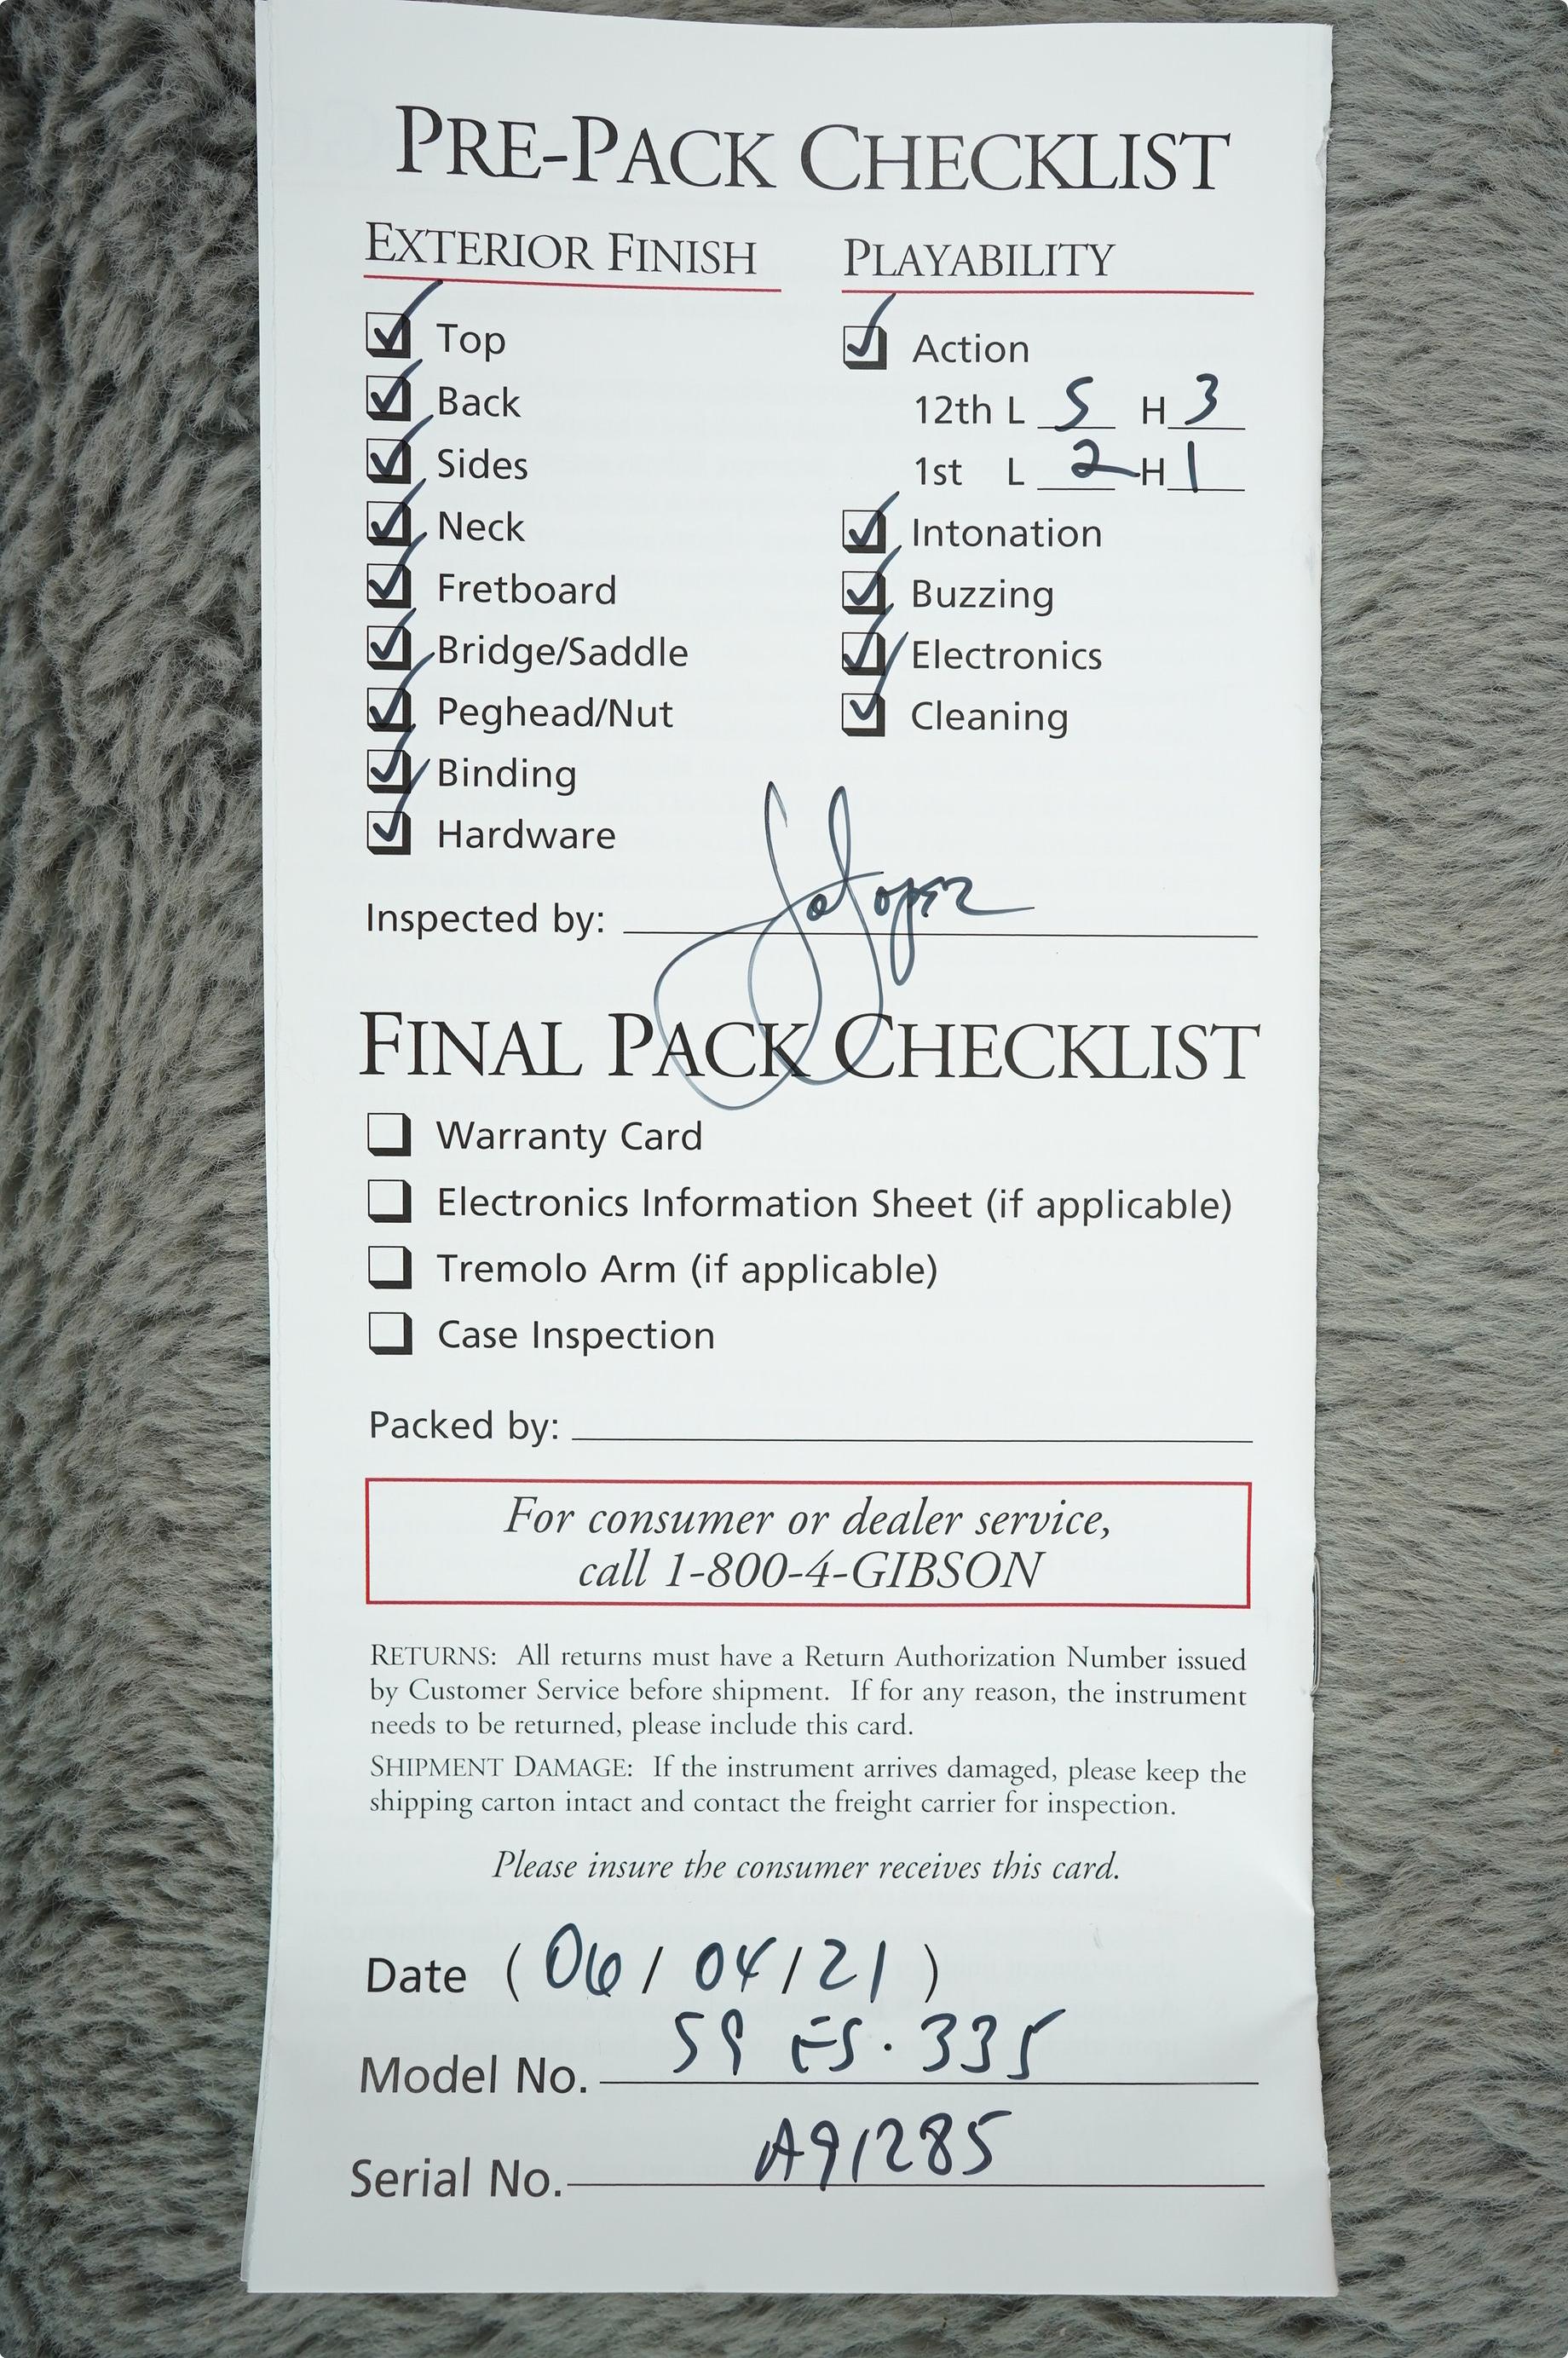 PRE-PACK CHECKLIST
EXTERIOR FINISH
Top
Back
Sides
Neck
Fretboard
Bridge/Saddle
Peghead/Nut
Binding
Hardware
PLAYABILITY
Action
12th L 5 H 3
1st L 2 H 1
Intonation
Buzzing
Electronics
Cleaning
Inspected by:
FINAL PACK CHECKLIST
Warranty Card
Electronics Information Sheet (if applicable)
Tremolo Arm (if applicable)
Case Inspection
Packed by:
For consumer or dealer service,
call 1-800-4-GIBSON
RETURNS: All returns must have a Return Authorization Number issued
by Customer Service before shipment. If for any reason, the instrument
needs to be returned, please include this card.
SHIPMENT DAMAGE: If the instrument arrives damaged, please keep the
shipping carton intact and contact the freight carrier for inspection.
Please insure the consumer receives this card.
Date (06/04/21)
Model No. 59 ES·335
Serial No. A91285